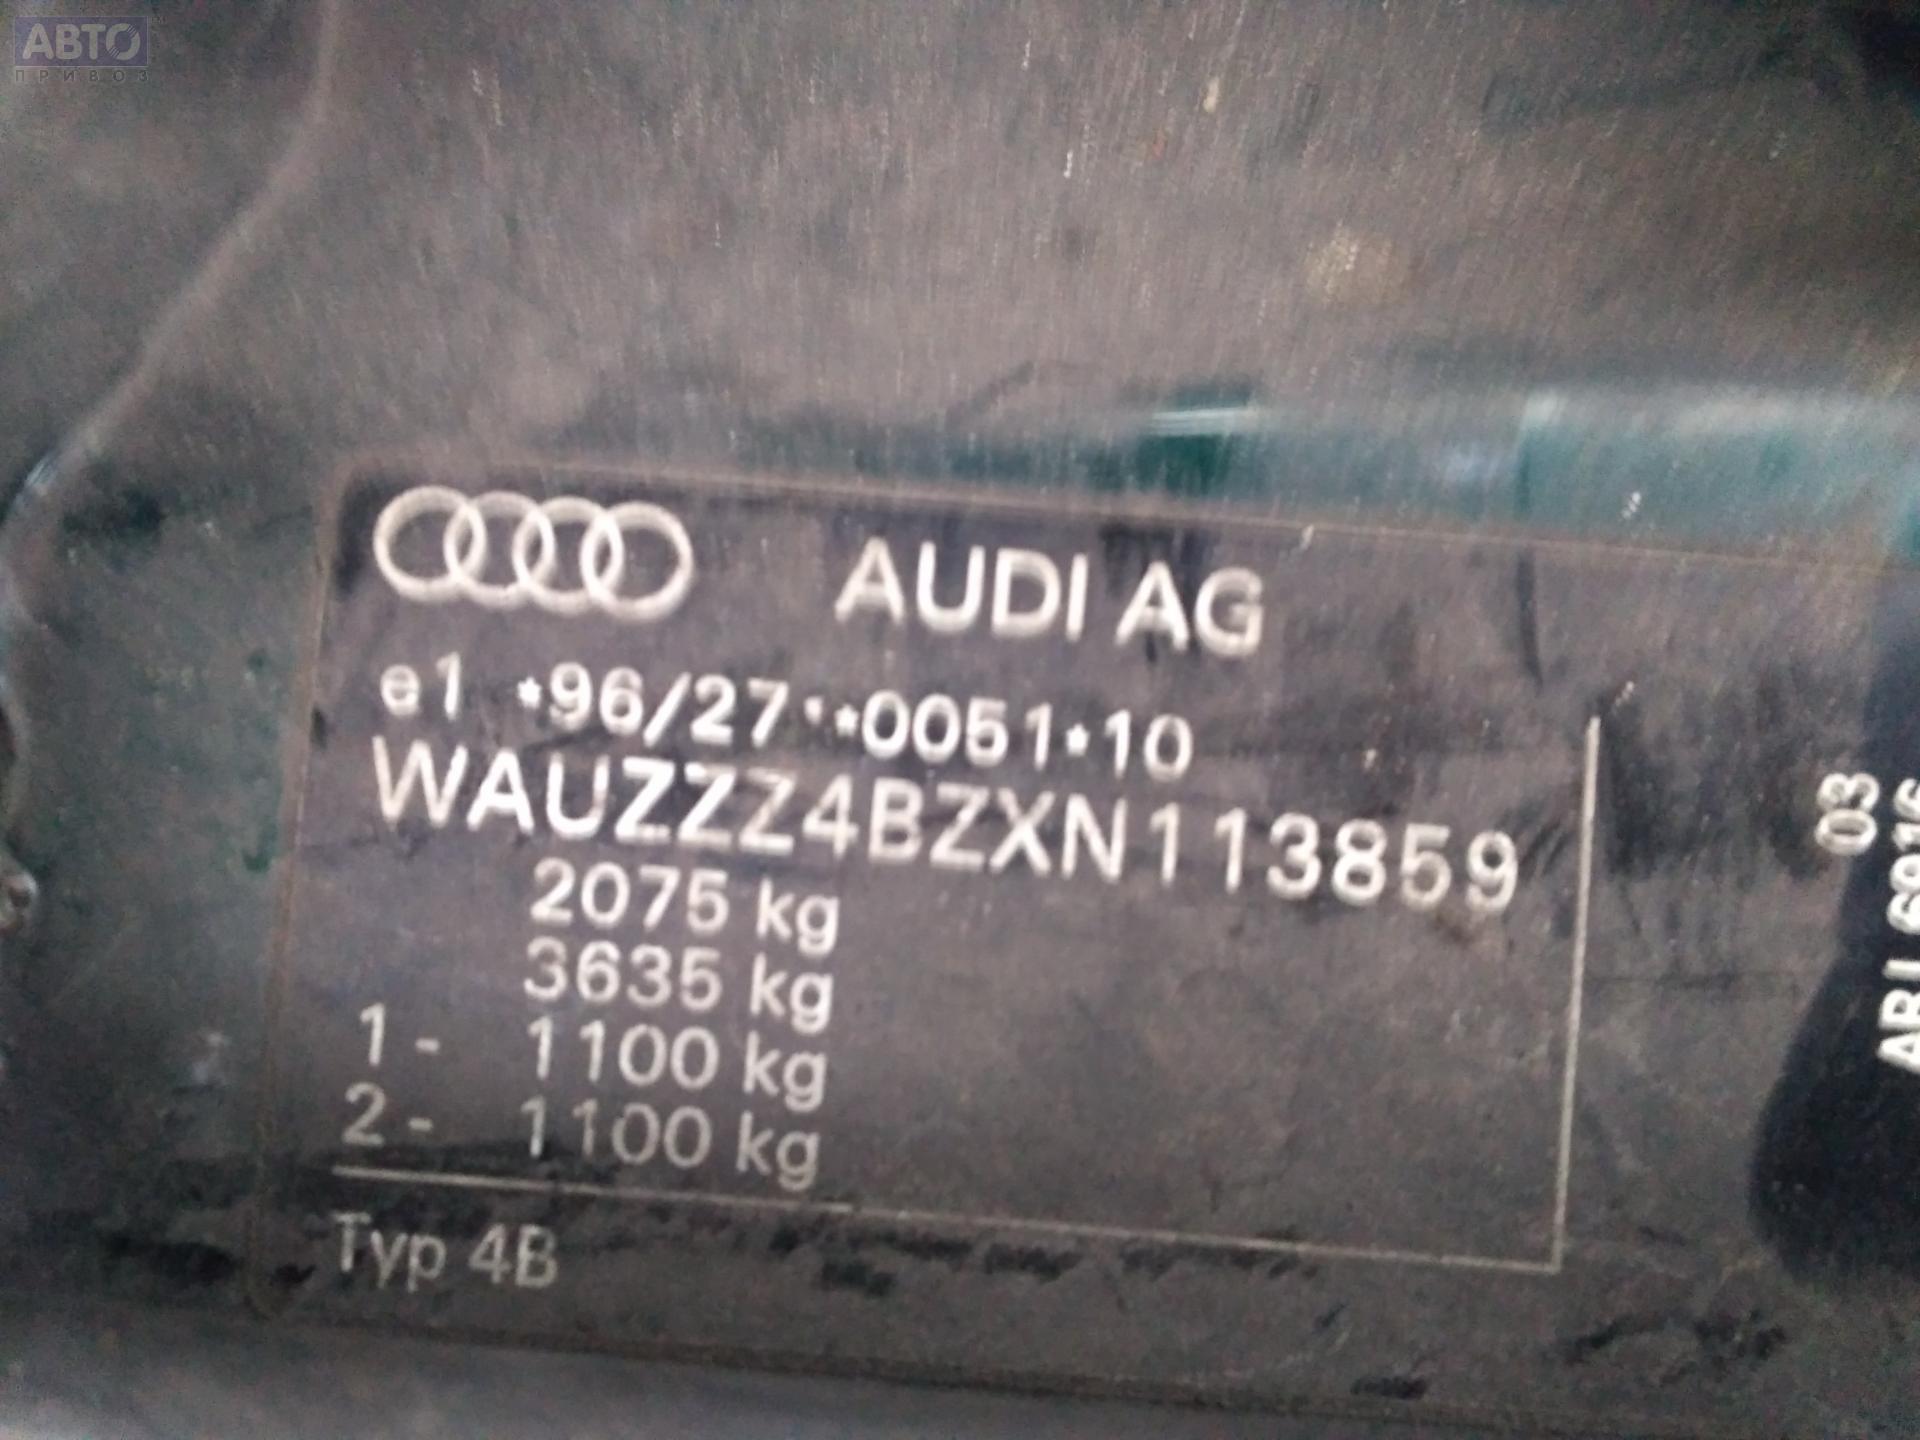 АВТО
ПРИВОЗ
AUDI AG
e1 *96/27*0051*10
WAUZZZ4BZXN113859
2075 kg
3635 kg
1 - 1100 kg
2 - 1100 kg
Typ 4B
03